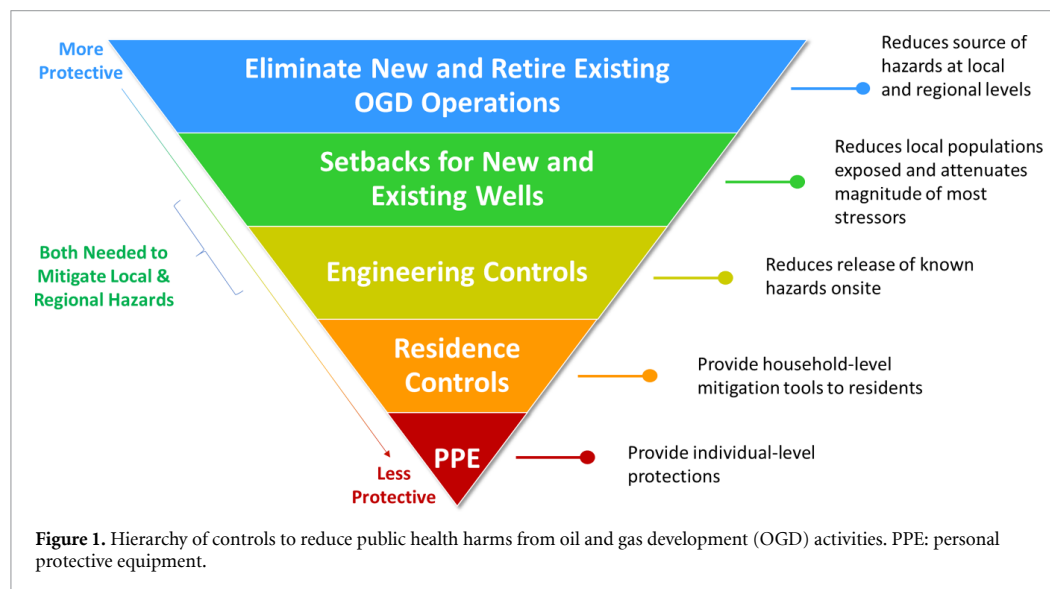 More
Protective
Eliminate New and Retire Existing
OGD Operations
Reduces source of
hazards at local
and regional levels
Setbacks for New and
Existing Wells
Reduces local populations
exposed and attenuates
magnitude of most
stressors
Both Needed to
Mitigate Local &
Regional Hazards
Engineering Controls
Reduces release of known
hazards onsite
Residence
Controls
Provide household-level
mitigation tools to residents
PPE
Provide individual-level
protections
Less
Protective
Figure 1. Hierarchy of controls to reduce public health harms from oil and gas development (OGD) activities. PPE: personal
protective equipment.